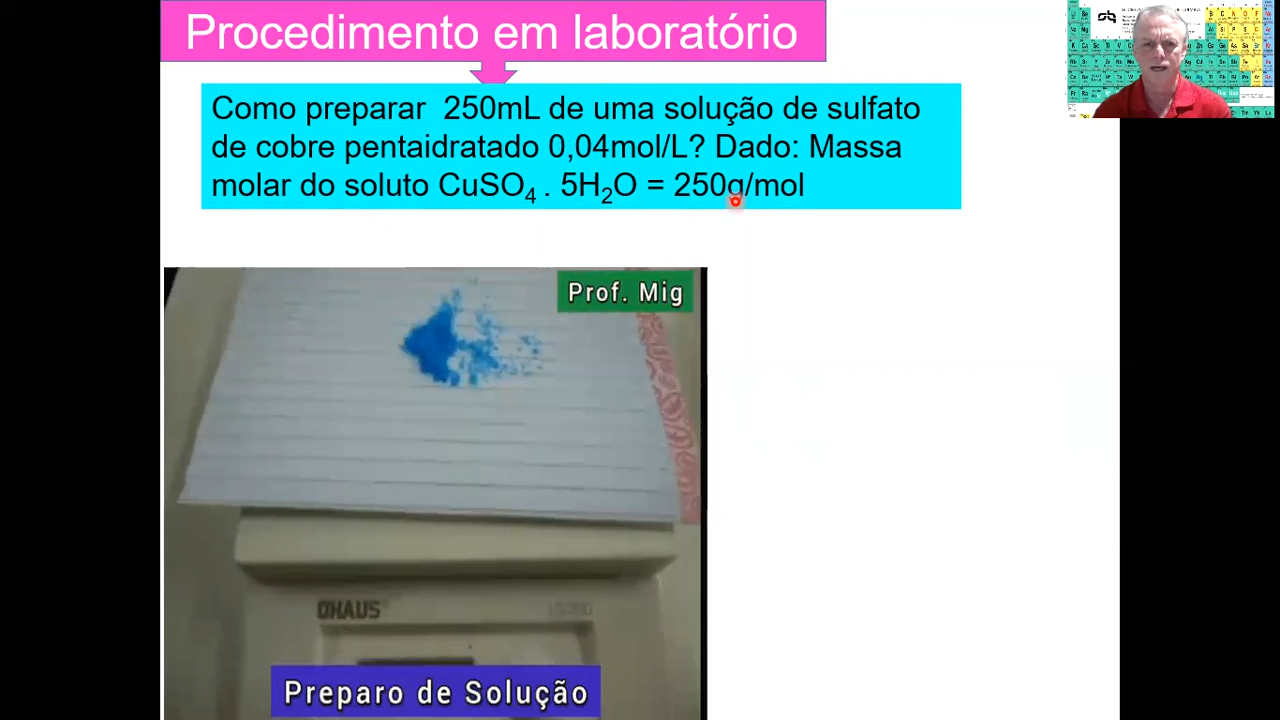 Procedimento em laboratório
Como preparar 250mL de uma solução de sulfato
de cobre pentaidratado 0,04mol/L? Dado: Massa
molar do soluto CuSO₄ . 5H₂O = 250g/mol
Prof. Mig
OHAUS
Preparo de Solução